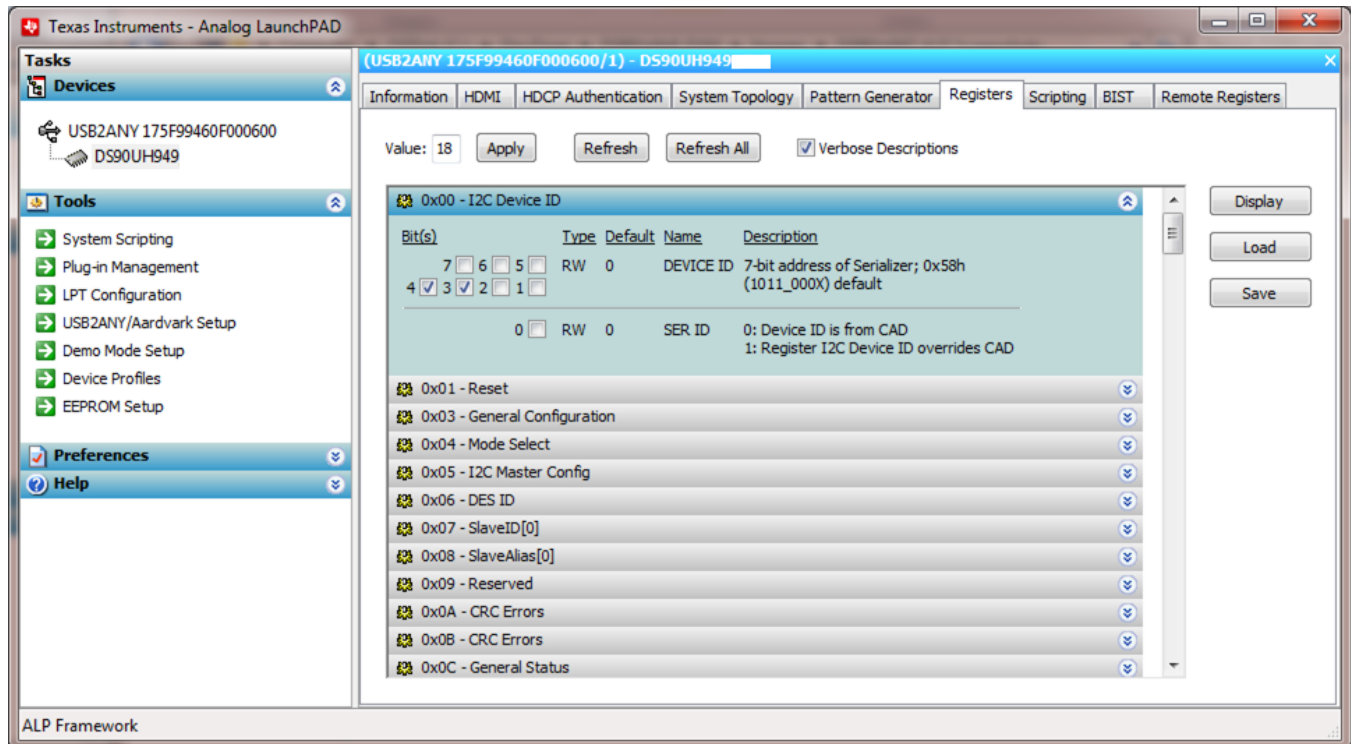 Texas Instruments - Analog LaunchPAD
Tasks
Devices
USB2ANY 175F99460F000600
DS90UH949
Tools
System Scripting
Plug-in Management
LPT Configuration
USB2ANY/Aardvark Setup
Demo Mode Setup
Device Profiles
EEPROM Setup
Preferences
Help
(USB2ANY 175F99460F000600/1) - DS90UH949
Information HDMI HDCP Authentication System Topology Pattern Generator Registers Scripting BIST Remote Registers
Value: 18 Apply Refresh Refresh All Verbose Descriptions
0x00 - I2C Device ID
Bit(s) Type Default Name Description
7 6 5 RW 0 DEVICE ID 7-bit address of Serializer; 0x58h
4 3 2 1 (1011_000X) default
0 RW 0 SER ID 0: Device ID is from CAD
1: Register I2C Device ID overrides CAD
0x01 - Reset
0x03 - General Configuration
0x04 - Mode Select
0x05 - I2C Master Config
0x06 - DES ID
0x07 - SlaveID[0]
0x08 - SlaveAlias[0]
0x09 - Reserved
0x0A - CRC Errors
0x0B - CRC Errors
0x0C - General Status
Display
Load
Save
ALP Framework